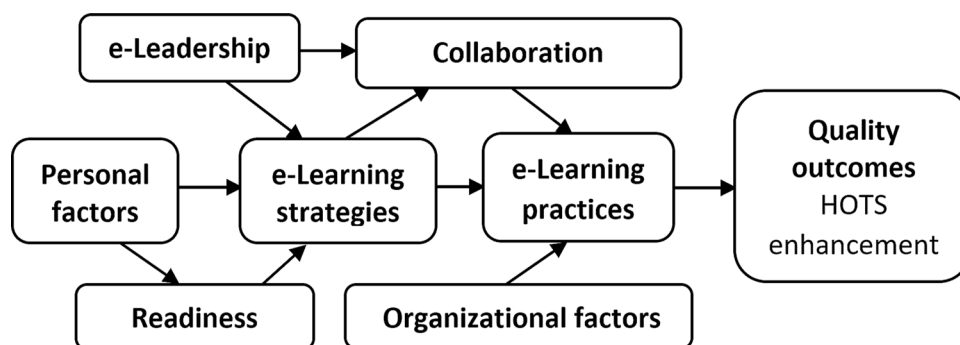 e-Leadership
Collaboration
Personal
factors
e-Learning
strategies
e-Learning
practices
Quality
outcomes
HOTS
enhancement
Readiness
Organizational factors